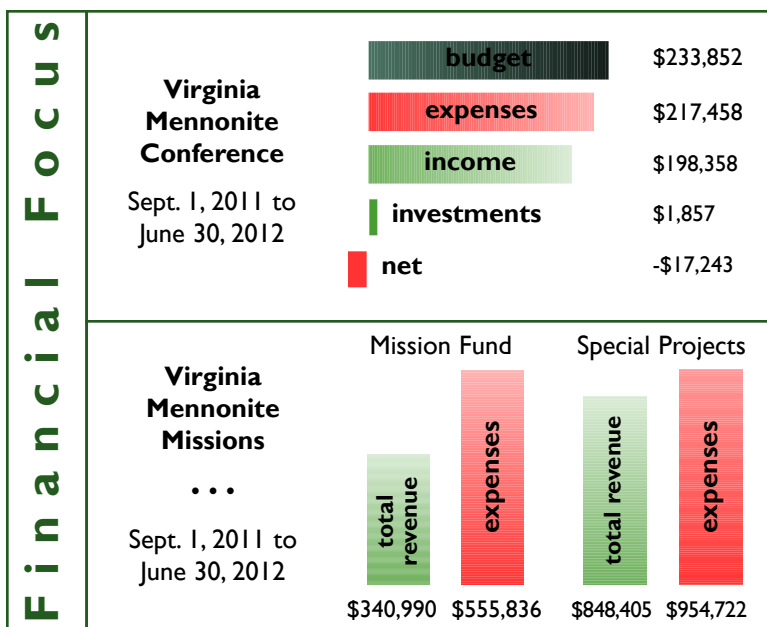 Financial Focus
Virginia
Mennonite
Conference
Sept. 1, 2011 to
June 30, 2012
budget $233,852
expenses $217,458
income $198,358
investments $1,857
net -$17,243
Virginia
Mennonite
Missions
...
Sept. 1, 2011 to
June 30, 2012
Mission Fund
total
revenue
expenses
$340,990 $555,836
Special Projects
total revenue
expenses
$848,405 $954,722